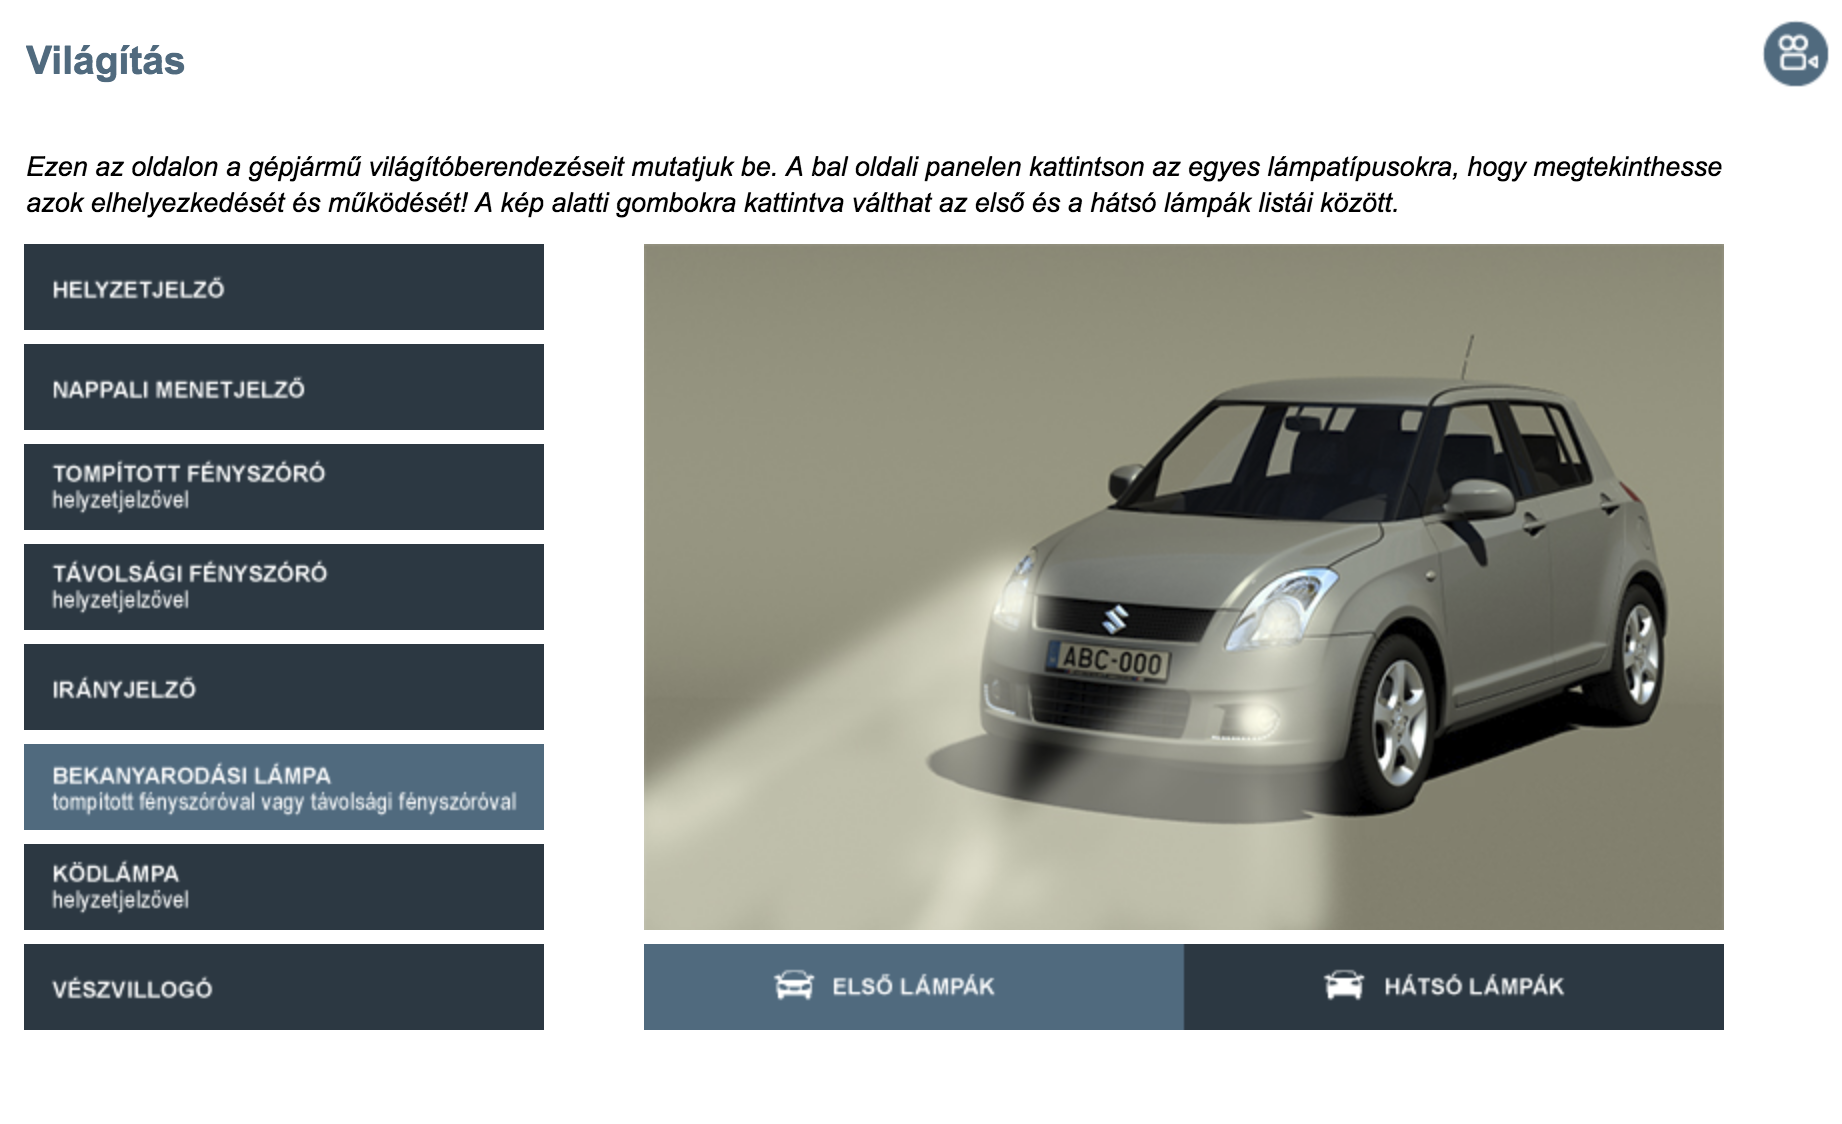 Világítás
Ezen az oldalon a gépjármű világítóberendezéseit mutatjuk be. A bal oldali panelen kattintson az egyes lámpatípusokra, hogy megtekinthesse
azok elhelyezkedését és működését! A kép alatti gombokra kattintva válthat az első és a hátsó lámpák listái között.
HELYZETJELZŐ
NAPPALI MENETJELZŐ
TOMPÍTOTT FÉNYSZÓRÓ
helyzetjelzővel
TÁVOLSÁGI FÉNYSZÓRÓ
helyzetjelzővel
IRÁNYJELZŐ
BEKANYARODÁSI LÁMPA
tompított fényszóróval vagy távolsági fényszóróval
KÖDLÁMPA
helyzetjelzővel
VÉSZVILLOGÓ
ABC-000
ELSŐ LÁMPÁK
HÁTSÓ LÁMPÁK